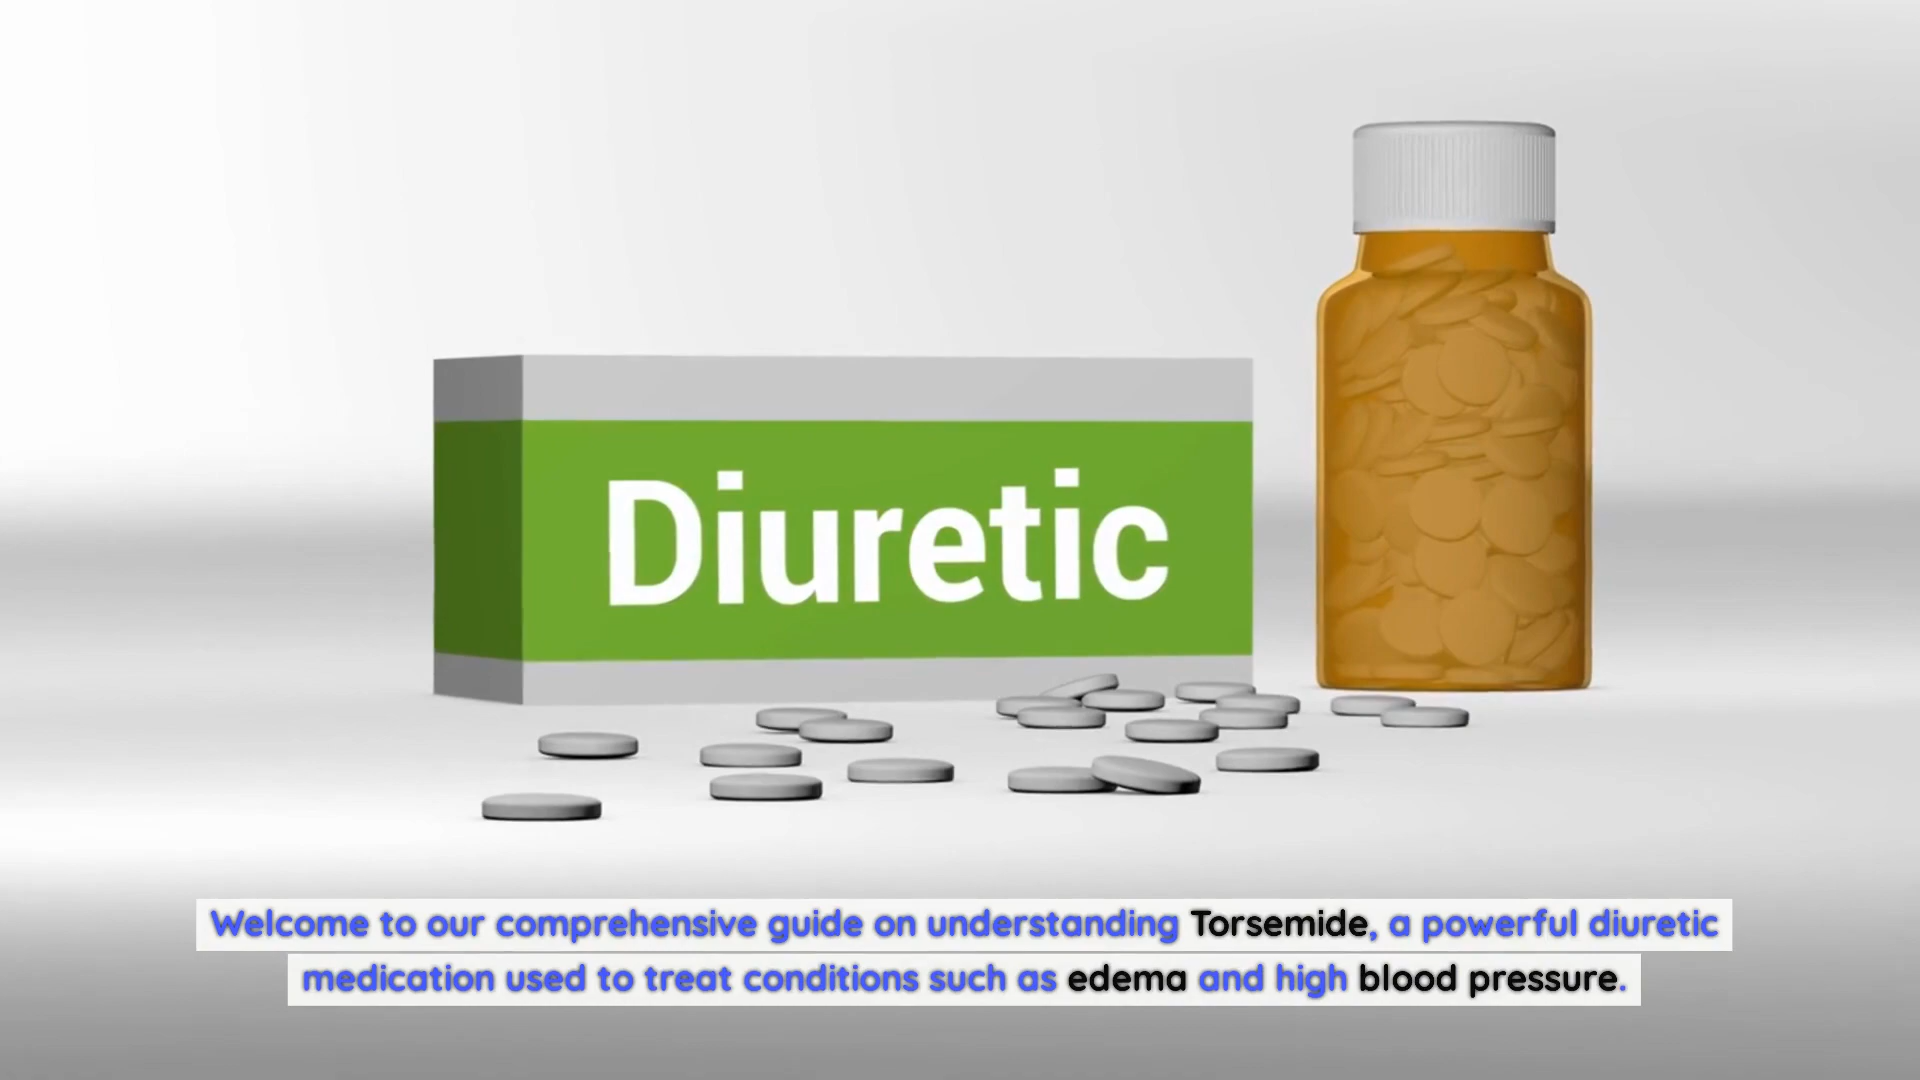 Diuretic
Welcome to our comprehensive guide on understanding Torsemide, a powerful diuretic
medication used to treat conditions such as edema and high blood pressure.